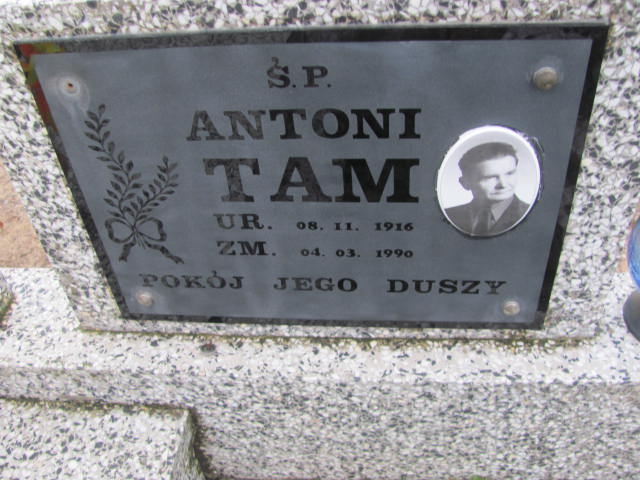 Ś.P.
ANTONI
TAM
UR. 08. 11. 1916
ZM. 04. 03. 1990
POKÓJ JEGO DUSZY